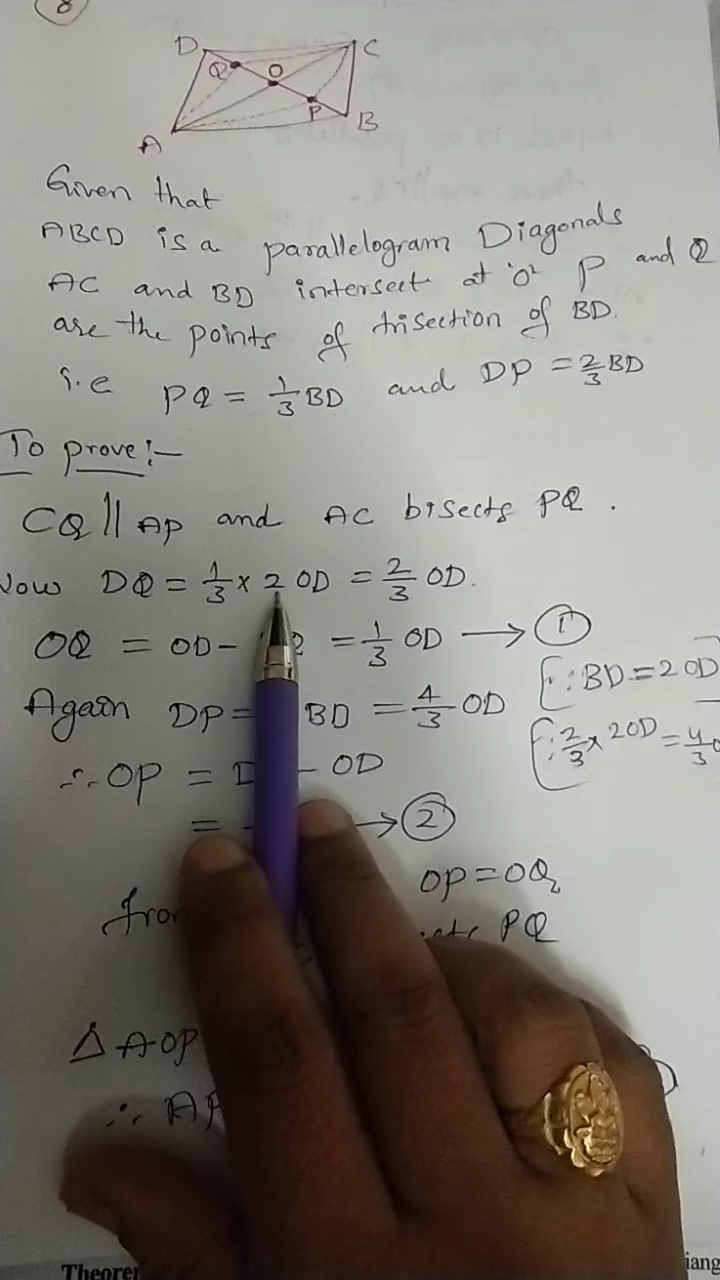 8
D C
Q O
P B
A
Given that
ABCD is a parallelogram Diagonals
AC and BD intersect at 'O' P and Q
are the points of trisection of BD.
i.e PQ = 1/3 BD and DP = 2/3 BD
To prove:-
CQ || AP and AC bisects PQ .
Now DQ = 1/3 × 2 OD = 2/3 OD.
OQ = OD- = 1/3 OD → ①
[∵ BD = 2 OD
Again DP = BD = 4/3 OD
[∵ 2/3 × 2OD = 4/3
∴ OP = - OD
= → ②
OP = OQ
PQ
Δ AOP
∴ AP